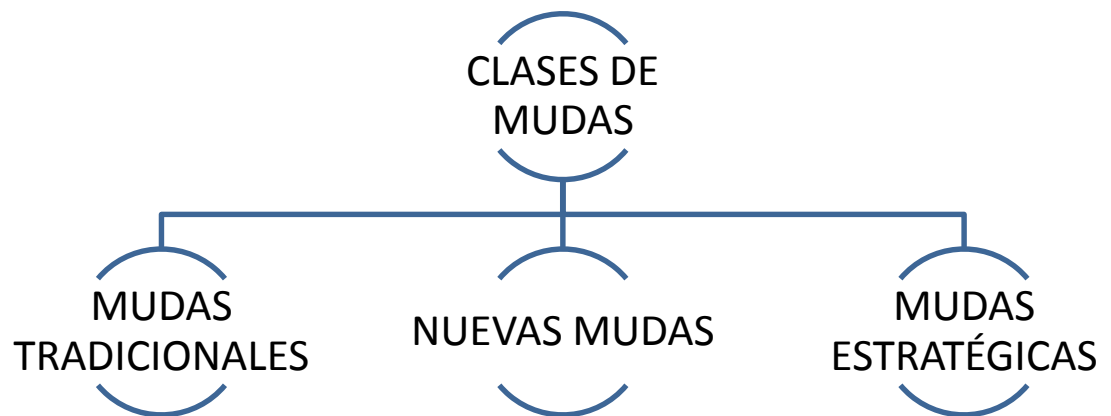 CLASES DE
MUDAS
MUDAS
TRADICIONALES
NUEVAS MUDAS
MUDAS
ESTRATÉGICAS